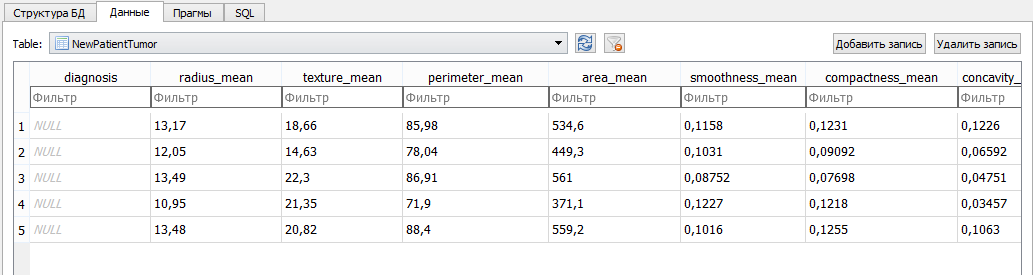 Структура БД Данные Прагмы SQL
Table: NewPatientTumor Добавить запись Удалить запись
diagnosis radius_mean texture_mean perimeter_mean area_mean smoothness_mean compactness_mean concavity_
Фильтр Фильтр Фильтр Фильтр Фильтр Фильтр Фильтр Фильтр
1 NULL 13,17 18,66 85,98 534,6 0,1158 0,1231 0,1226
2 NULL 12,05 14,63 78,04 449,3 0,1031 0,09092 0,06592
3 NULL 13,49 22,3 86,91 561 0,08752 0,07698 0,04751
4 NULL 10,95 21,35 71,9 371,1 0,1227 0,1218 0,03457
5 NULL 13,48 20,82 88,4 559,2 0,1016 0,1255 0,1063